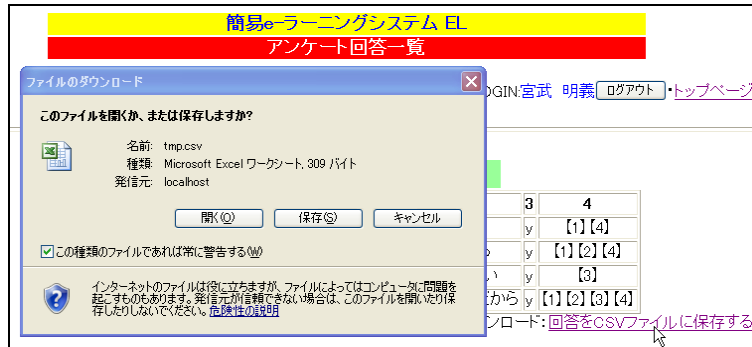 簡易e-ラーニングシステム EL
アンケート回答一覧
ファイルのダウンロード
OGIN:宮武 明義 ログアウト ・トップページ
このファイルを開くか、または保存しますか?
名前: tmp.csv
種類: Microsoft Excel ワークシート, 309 バイト
発信元: localhost
開く(O) 保存(S) キャンセル
この種類のファイルであれば常に警告する(W)
インターネットのファイルは役に立ちますが、ファイルによってはコンピュータに問題を
起こすものもあります。発信元が信頼できない場合は、このファイルを開いたり保
存したりしないでください。危険性の説明
3 4
y 【1】【4】
y 【1】【2】【4】
い y 【3】
だから y 【1】【2】【3】【4】
ンロード: 回答をCSVファイルに保存する